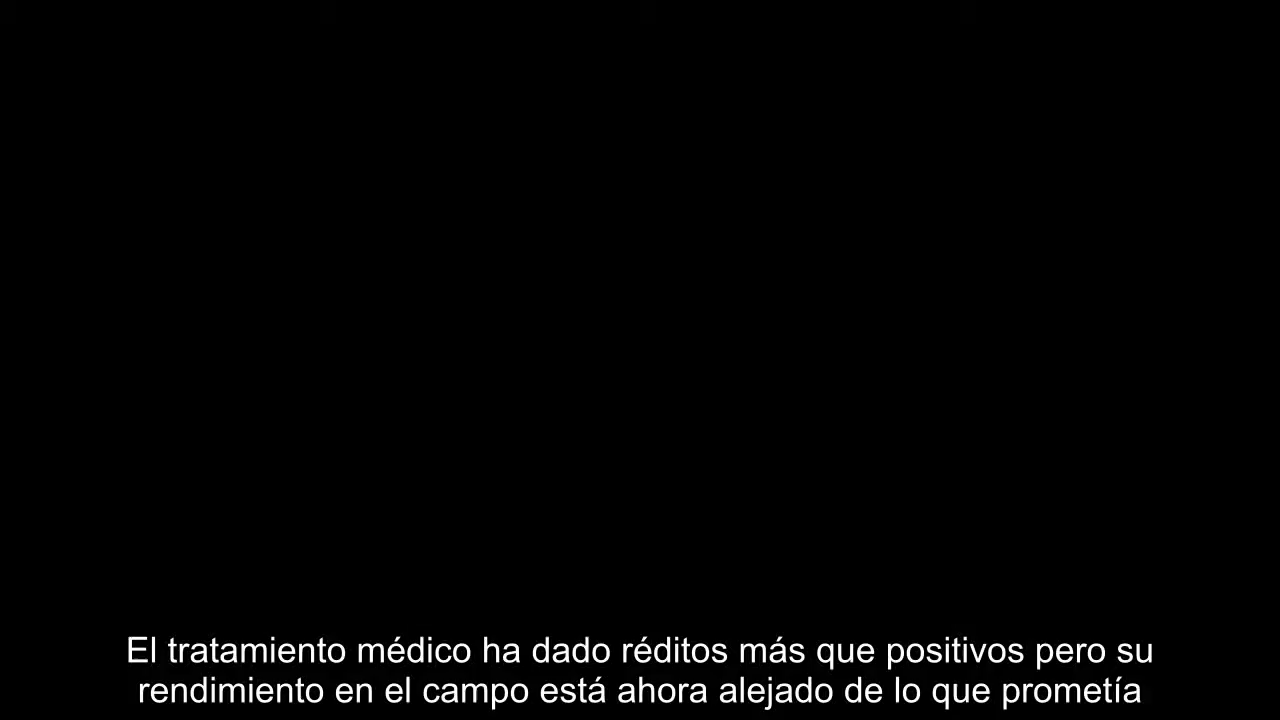 El tratamiento médico ha dado réditos más que positivos pero su
rendimiento en el campo está ahora alejado de lo que prometía